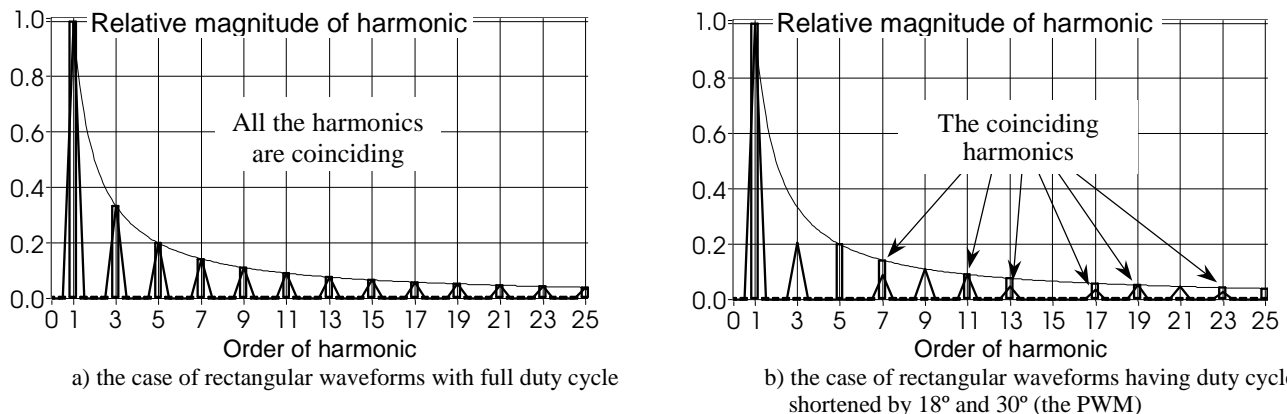 Relative magnitude of harmonic
1.0
0.8
0.6
0.4
0.2
0.0
All the harmonics
are coinciding
0 1 3 5 7 9 11 13 15 17 19 21 23 25
Order of harmonic
a) the case of rectangular waveforms with full duty cycle
Relative magnitude of harmonic
1.0
0.8
0.6
0.4
0.2
0.0
The coinciding
harmonics
0 1 3 5 7 9 11 13 15 17 19 21 23 25
Order of harmonic
b) the case of rectangular waveforms having duty cycle
shortened by 18º and 30º (the PWM)